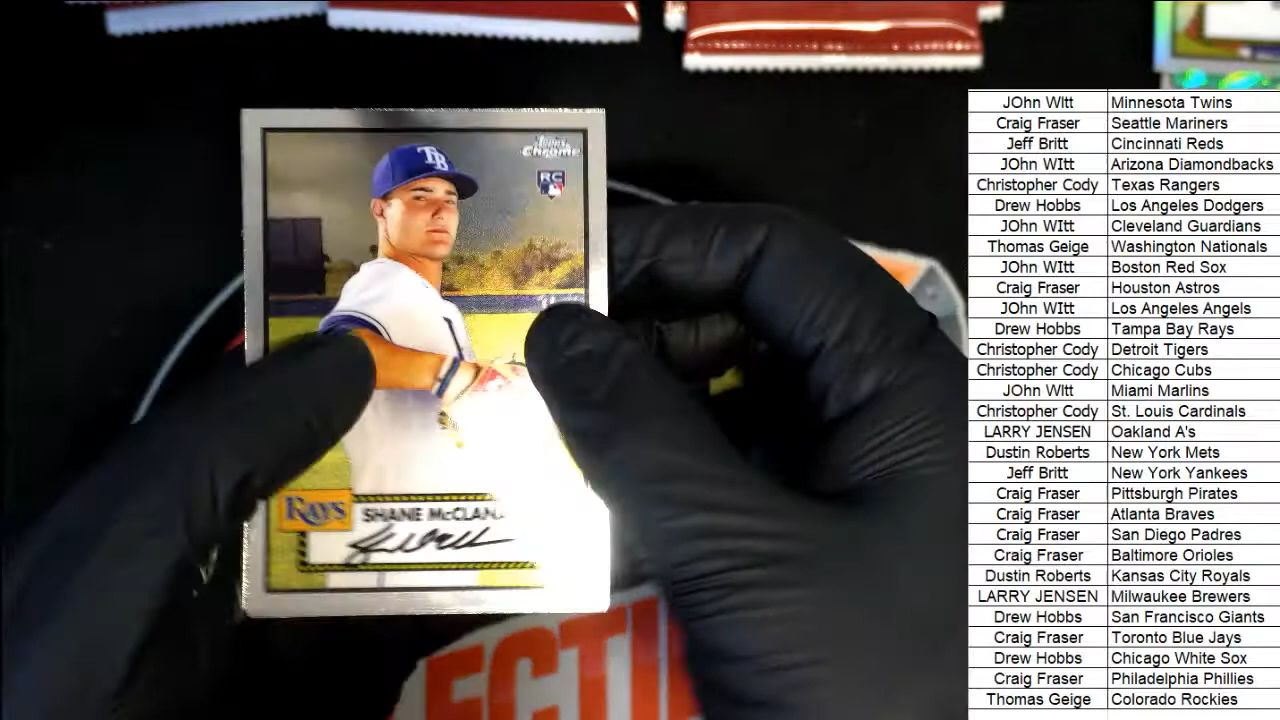 TB
Topps
Chrome
RC
RAYS
SHANE McCLAN
ECTI
JOhn WItt Minnesota Twins
Craig Fraser Seattle Mariners
Jeff Britt Cincinnati Reds
JOhn WItt Arizona Diamondbacks
Christopher Cody Texas Rangers
Drew Hobbs Los Angeles Dodgers
JOhn WItt Cleveland Guardians
Thomas Geige Washington Nationals
JOhn WItt Boston Red Sox
Craig Fraser Houston Astros
JOhn WItt Los Angeles Angels
Drew Hobbs Tampa Bay Rays
Christopher Cody Detroit Tigers
Christopher Cody Chicago Cubs
JOhn WItt Miami Marlins
Christopher Cody St. Louis Cardinals
LARRY JENSEN Oakland A's
Dustin Roberts New York Mets
Jeff Britt New York Yankees
Craig Fraser Pittsburgh Pirates
Craig Fraser Atlanta Braves
Craig Fraser San Diego Padres
Craig Fraser Baltimore Orioles
Dustin Roberts Kansas City Royals
LARRY JENSEN Milwaukee Brewers
Drew Hobbs San Francisco Giants
Craig Fraser Toronto Blue Jays
Drew Hobbs Chicago White Sox
Craig Fraser Philadelphia Phillies
Thomas Geige Colorado Rockies